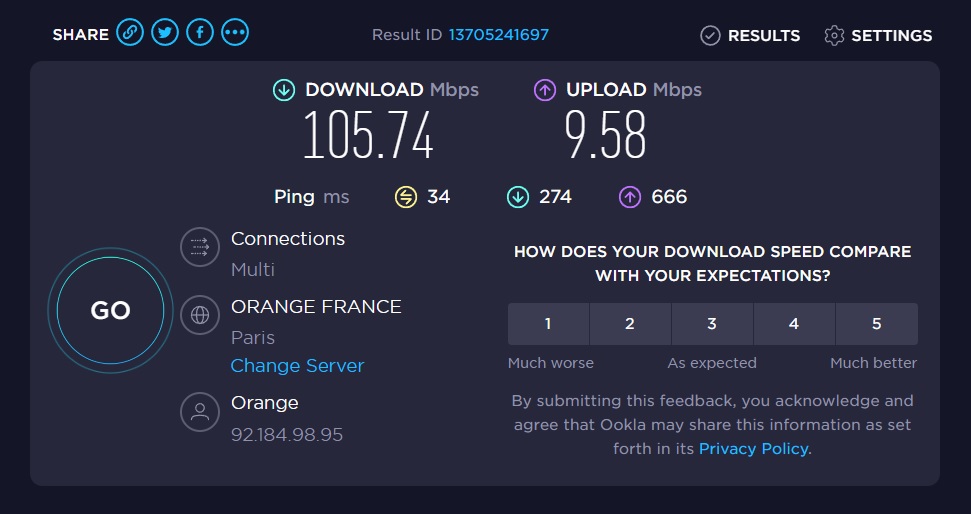 SHARE
Result ID 13705241697
RESULTS
SETTINGS
DOWNLOAD Mbps
UPLOAD Mbps
105.74
9.58
Ping ms 34 274 666
GO
Connections
Multi
ORANGE FRANCE
Paris
Change Server
Orange
92.184.98.95
HOW DOES YOUR DOWNLOAD SPEED COMPARE
WITH YOUR EXPECTATIONS?
1 2 3 4 5
Much worse As expected Much better
By submitting this feedback, you acknowledge and
agree that Ookla may share this information as set
forth in its Privacy Policy.